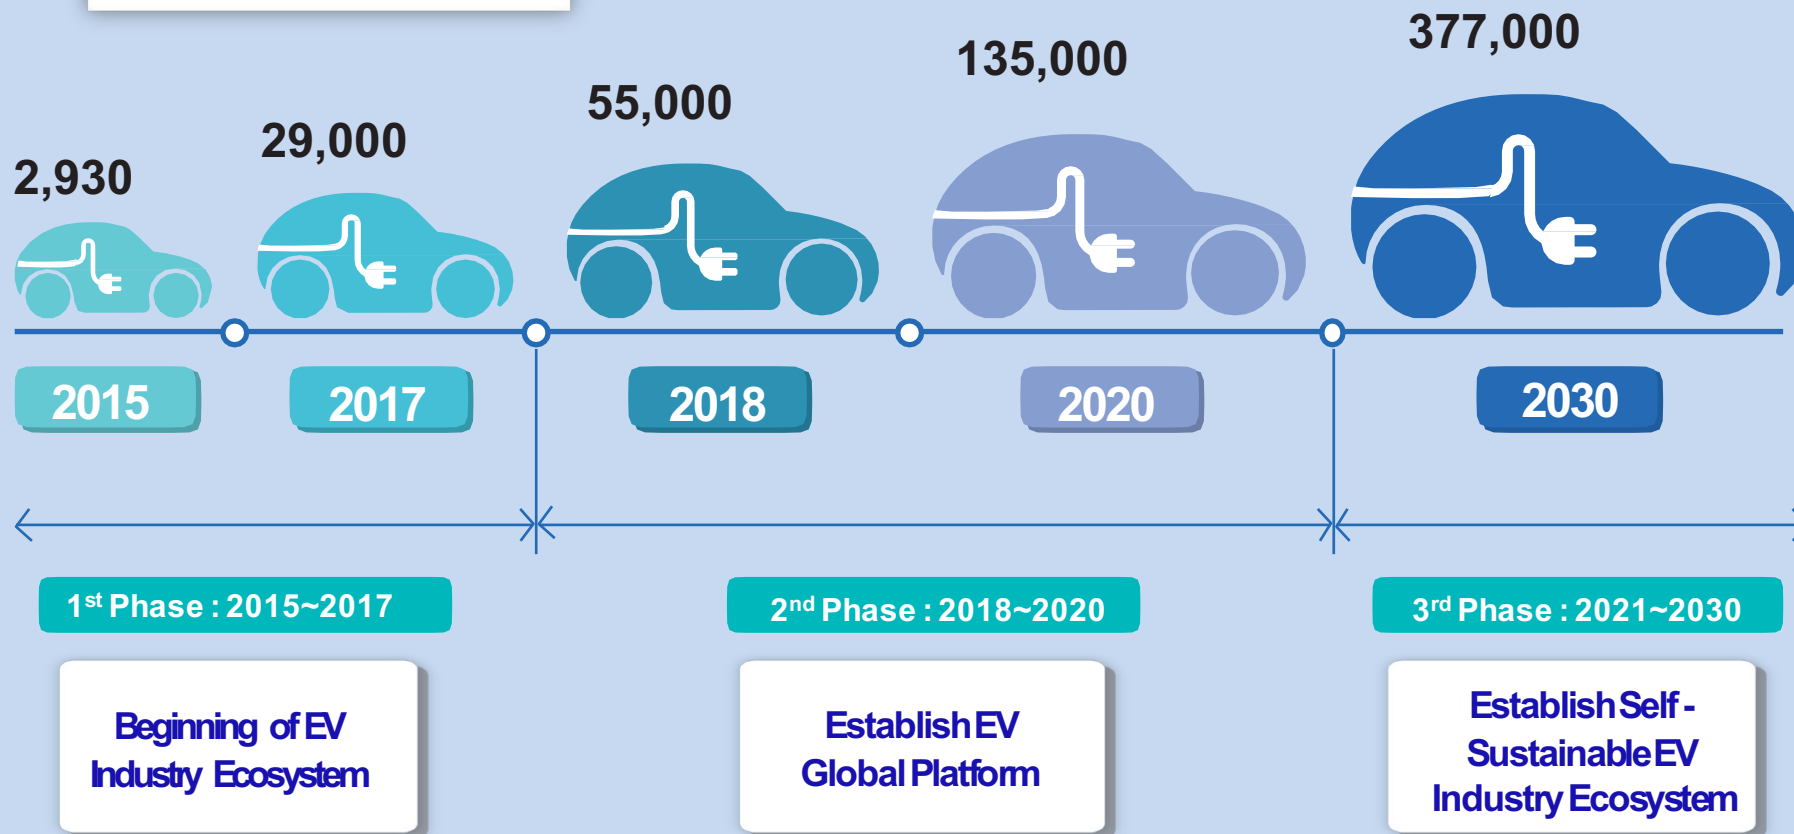 377,000
135,000
55,000
29,000
2,930
2015
2017
2018
2020
2030
1st Phase : 2015~2017
2nd Phase : 2018~2020
3rd Phase : 2021~2030
Beginning of EV
Industry Ecosystem
Establish EV
Global Platform
Establish Self -
Sustainable EV
Industry Ecosystem